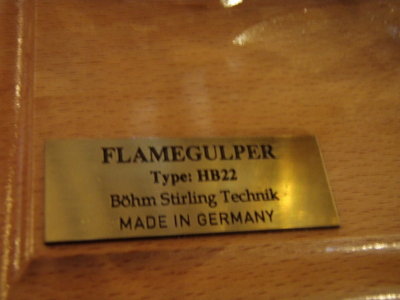 FLAMEGULPER
Type: HB22
Böhm Stirling Technik
MADE IN GERMANY